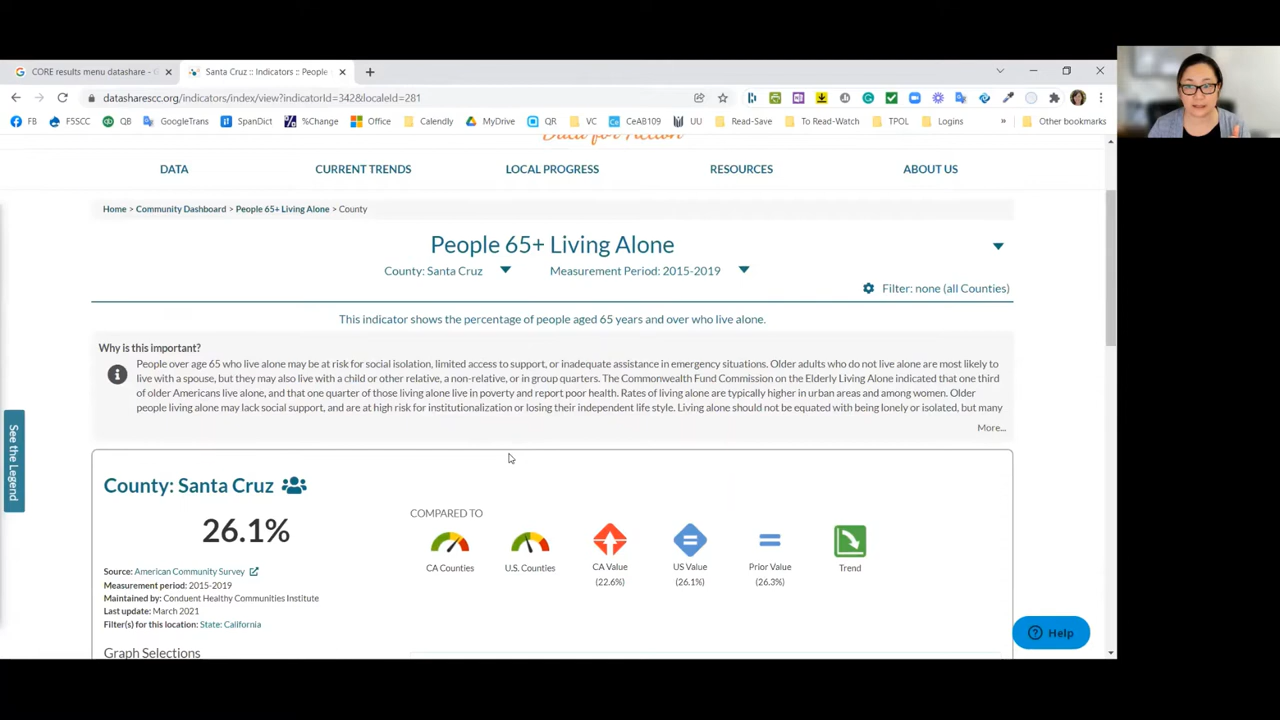 CORE results menu datashare - G
Santa Cruz :: Indicators :: People
datasharescc.org/indicators/index/view?indicatorId=342&localeId=281
FB F5SCC QB GoogleTrans SpanDict %Change Office Calendly MyDrive QR VC CeAB109 UU Read-Save To Read-Watch TPOL Logins » Other bookmarks
Data for Action
DATA CURRENT TRENDS LOCAL PROGRESS RESOURCES ABOUT US
Home > Community Dashboard > People 65+ Living Alone > County
People 65+ Living Alone
County: Santa Cruz Measurement Period: 2015-2019
Filter: none (all Counties)
This indicator shows the percentage of people aged 65 years and over who live alone.
Why is this important?
People over age 65 who live alone may be at risk for social isolation, limited access to support, or inadequate assistance in emergency situations. Older adults who do not live alone are most likely to
live with a spouse, but they may also live with a child or other relative, a non-relative, or in group quarters. The Commonwealth Fund Commission on the Elderly Living Alone indicated that one third
of older Americans live alone, and that one quarter of those living alone live in poverty and report poor health. Rates of living alone are typically higher in urban areas and among women. Older
people living alone may lack social support, and are at high risk for institutionalization or losing their independent life style. Living alone should not be equated with being lonely or isolated, but many
More...
See the Legend
County: Santa Cruz
26.1%
Source: American Community Survey
Measurement period: 2015-2019
Maintained by: Conduent Healthy Communities Institute
Last update: March 2021
Filter(s) for this location: State: California
Graph Selections
COMPARED TO
CA Counties U.S. Counties CA Value US Value Prior Value Trend
(22.6%) (26.1%) (26.3%)
Help